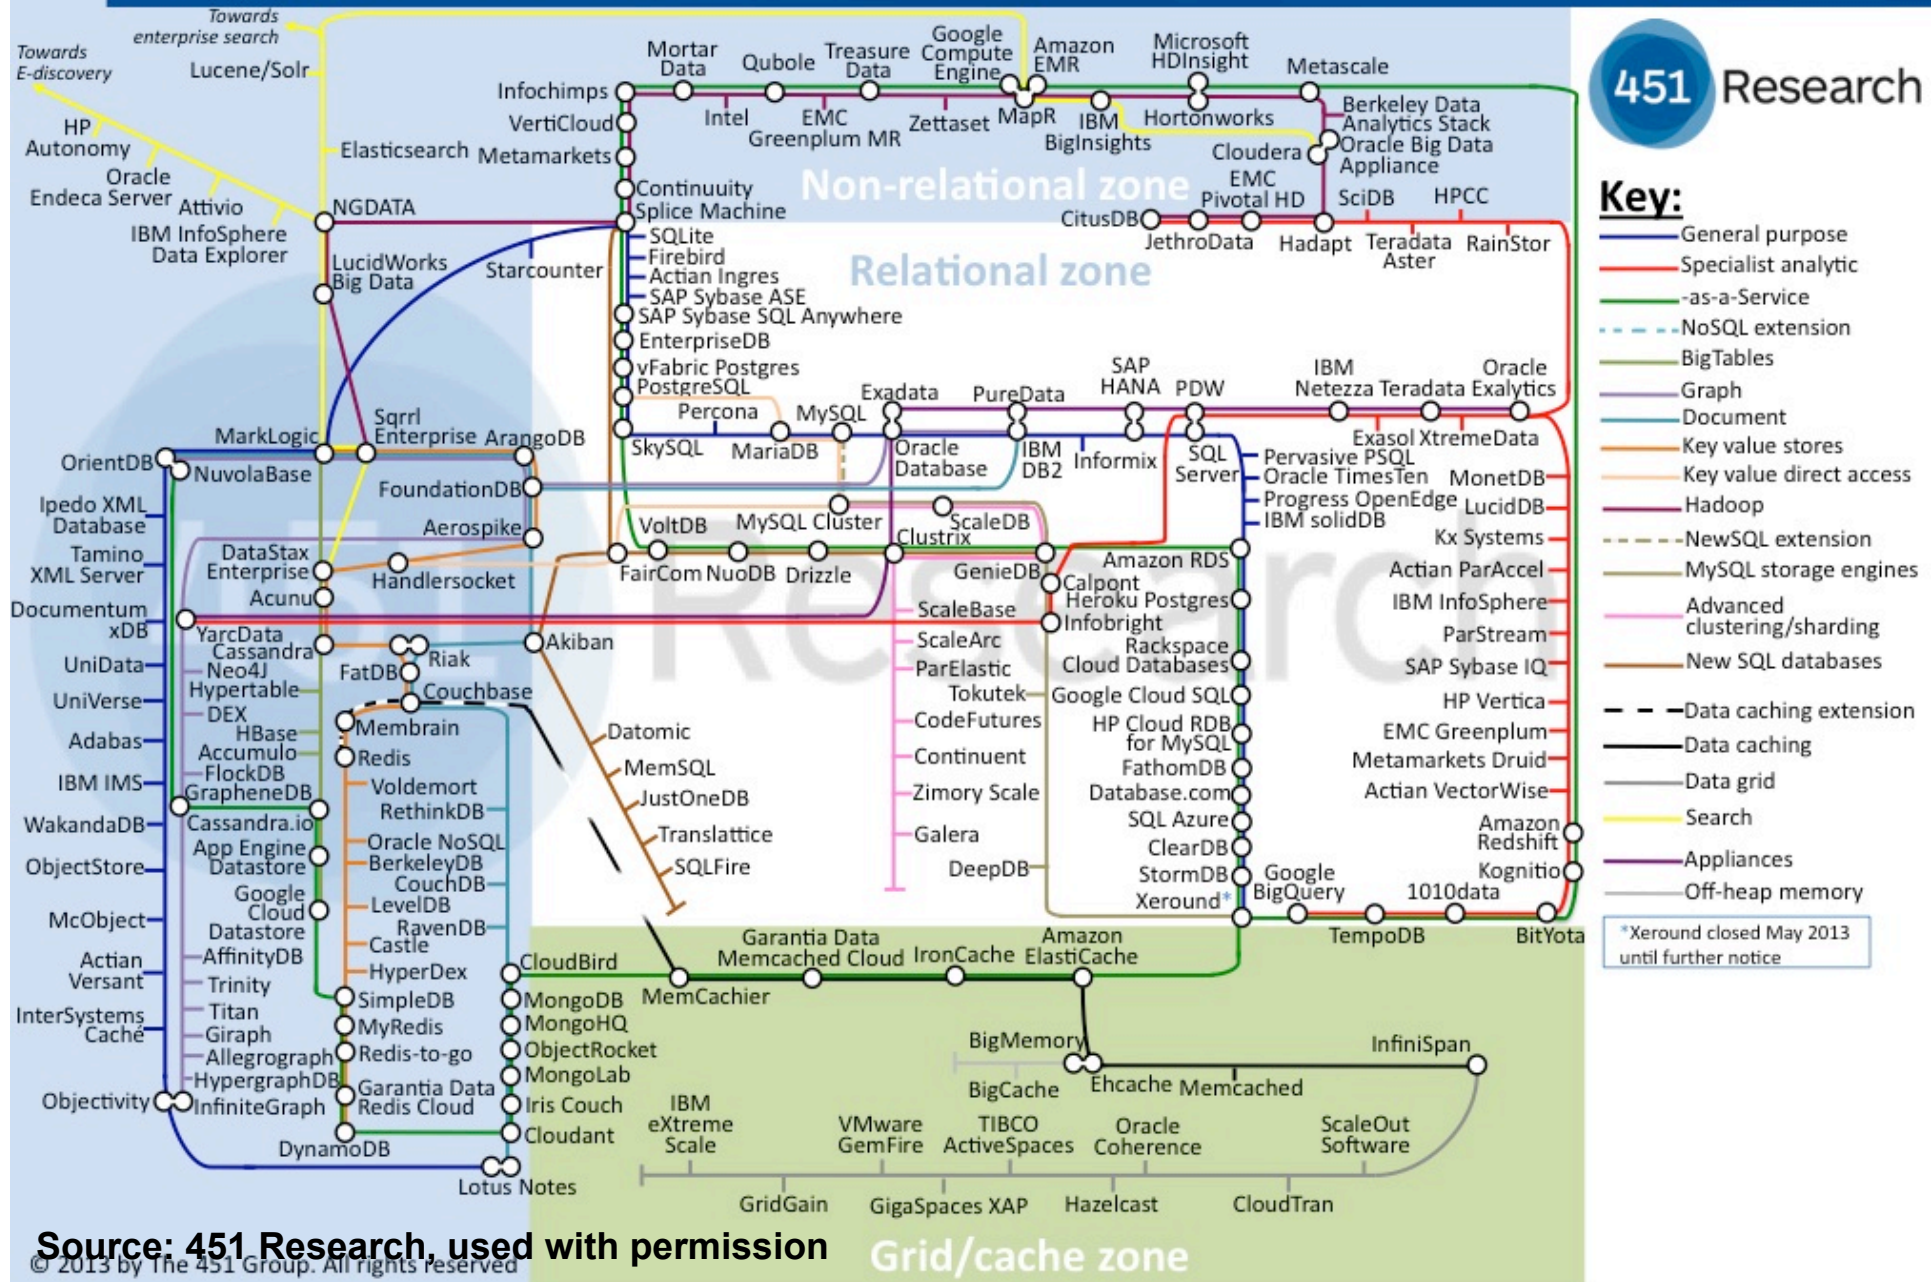 Towards
enterprise search
Towards
E-discovery
Lucene/Solr
HP
Autonomy
Oracle
Endeca Server
Attivio
IBM InfoSphere
Data Explorer
Elasticsearch
NGDATA
LucidWorks
Big Data
Infochimps
VertiCloud
Metamarkets
Continuuity
Splice Machine
Mortar
Data
Qubole
Treasure
Data
Google
Compute
Engine
Amazon
EMR
Microsoft
HDInsight
Metascale
Intel
EMC
Greenplum MR
Zettaset
MapR
IBM
BigInsights
Hortonworks
Berkeley Data
Analytics Stack
Oracle Big Data
Appliance
Cloudera
Non-relational zone
EMC
Pivotal HD
CitusDB
JethroData
Hadapt
SciDB
HPCC
Teradata
Aster
RainStor
Relational zone
Starcounter
SQLite
Firebird
Actian Ingres
SAP Sybase ASE
SAP Sybase SQL Anywhere
EnterpriseDB
vFabric Postgres
PostgreSQL
Percona
MySQL
SkySQL
MariaDB
Exadata
PureData
SAP
HANA
PDW
IBM
Netezza
Teradata
Oracle
Exalytics
Oracle
Database
IBM
DB2
Informix
SQL
Server
Exasol
XtremeData
Pervasive PSQL
Oracle TimesTen
Progress OpenEdge
IBM solidDB
MonetDB
LucidDB
Kx Systems
Actian ParAccel
IBM InfoSphere
ParStream
SAP Sybase IQ
HP Vertica
EMC Greenplum
Metamarkets Druid
Actian VectorWise
Amazon
Redshift
Kognitio
MarkLogic
Sqrrl
Enterprise
ArangoDB
OrientDB
NuvolaBase
FoundationDB
Aerospike
Ipedo XML
Database
Tamino
XML Server
Documentum
xDB
UniData
UniVerse
Adabas
IBM IMS
WakandaDB
ObjectStore
McObject
Actian
Versant
InterSystems
Caché
Objectivity
DataStax
Enterprise
Acunu
Handlersocket
YarcData
Cassandra
Neo4J
Hypertable
DEX
HBase
Accumulo
FlockDB
GrapheneDB
Cassandra.io
App Engine
Datastore
Google
Cloud
Datastore
AffinityDB
Trinity
Titan
Giraph
Allegrograph
HypergraphDB
InfiniteGraph
FatDB
Riak
Couchbase
Membrain
Redis
Voldemort
RethinkDB
Oracle NoSQL
BerkeleyDB
CouchDB
LevelDB
RavenDB
Castle
HyperDex
SimpleDB
MyRedis
Redis-to-go
Garantia Data
Redis Cloud
DynamoDB
CloudBird
MongoDB
MongoHQ
ObjectRocket
MongoLab
Iris Couch
Cloudant
Lotus Notes
Akiban
VoltDB
FairCom
NuoDB
Drizzle
MySQL Cluster
ScaleDB
Clustrix
GenieDB
Calpont
Infobright
ScaleBase
ScaleArc
ParElastic
Tokutek
CodeFutures
Continuent
Zimory Scale
Galera
DeepDB
Datomic
MemSQL
JustOneDB
Translattice
SQLFire
Amazon RDS
Heroku Postgres
Rackspace
Cloud Databases
Google Cloud SQL
HP Cloud RDB
for MySQL
FathomDB
Database.com
SQL Azure
ClearDB
StormDB
Xeround*
Google
BigQuery
TempoDB
1010data
BitYota
MemCachier
Garantia Data
Memcached Cloud
IronCache
Amazon
ElastiCache
BigMemory
BigCache
Ehcache
Memcached
InfiniSpan
IBM
eXtreme
Scale
VMware
GemFire
TIBCO
ActiveSpaces
Oracle
Coherence
ScaleOut
Software
GridGain
GigaSpaces XAP
Hazelcast
CloudTran
Grid/cache zone
451 Research
451 Research
Key:
General purpose
Specialist analytic
-as-a-Service
NoSQL extension
BigTables
Graph
Document
Key value stores
Key value direct access
Hadoop
NewSQL extension
MySQL storage engines
Advanced
clustering/sharding
New SQL databases
Data caching extension
Data caching
Data grid
Search
Appliances
Off-heap memory
*Xeround closed May 2013
until further notice
Source: 451 Research, used with permission
© 2013 by The 451 Group. All rights reserved